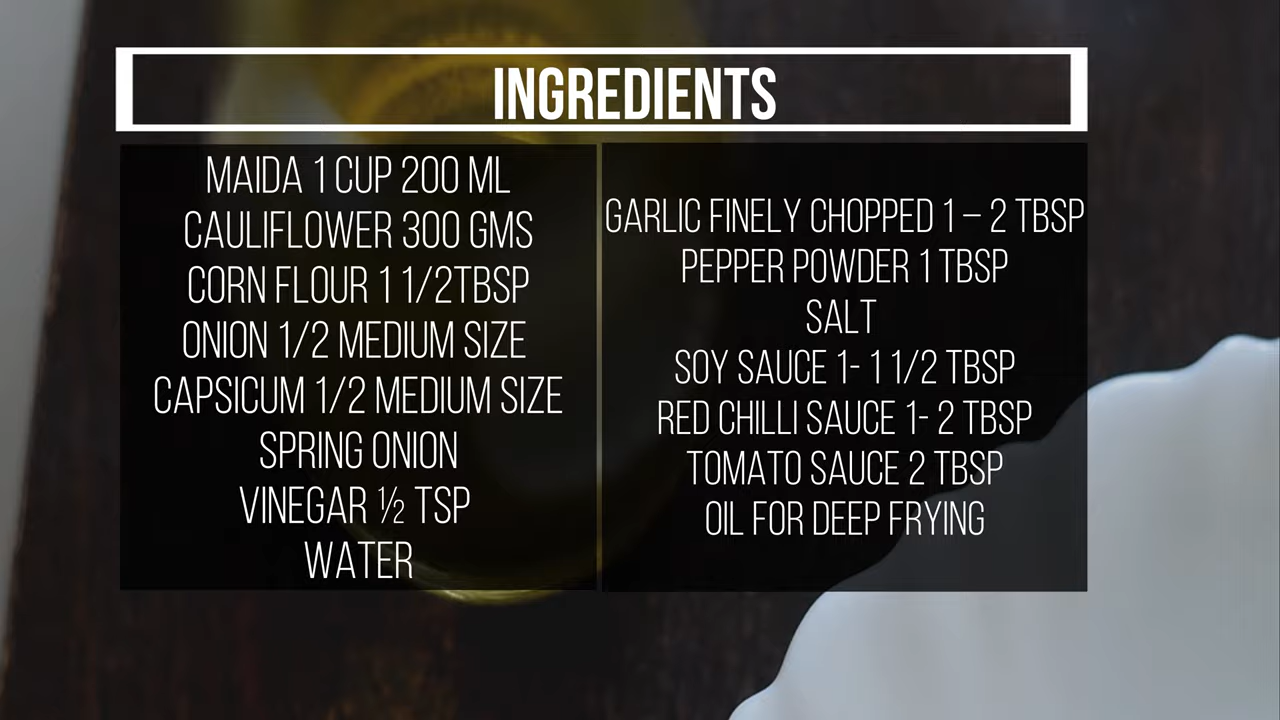 INGREDIENTS
MAIDA 1 CUP 200 ML
CAULIFLOWER 300 GMS
CORN FLOUR 1 1/2TBSP
ONION 1/2 MEDIUM SIZE
CAPSICUM 1/2 MEDIUM SIZE
SPRING ONION
VINEGAR ½ TSP
WATER
GARLIC FINELY CHOPPED 1 – 2 TBSP
PEPPER POWDER 1 TBSP
SALT
SOY SAUCE 1- 1 1/2 TBSP
RED CHILLI SAUCE 1- 2 TBSP
TOMATO SAUCE 2 TBSP
OIL FOR DEEP FRYING